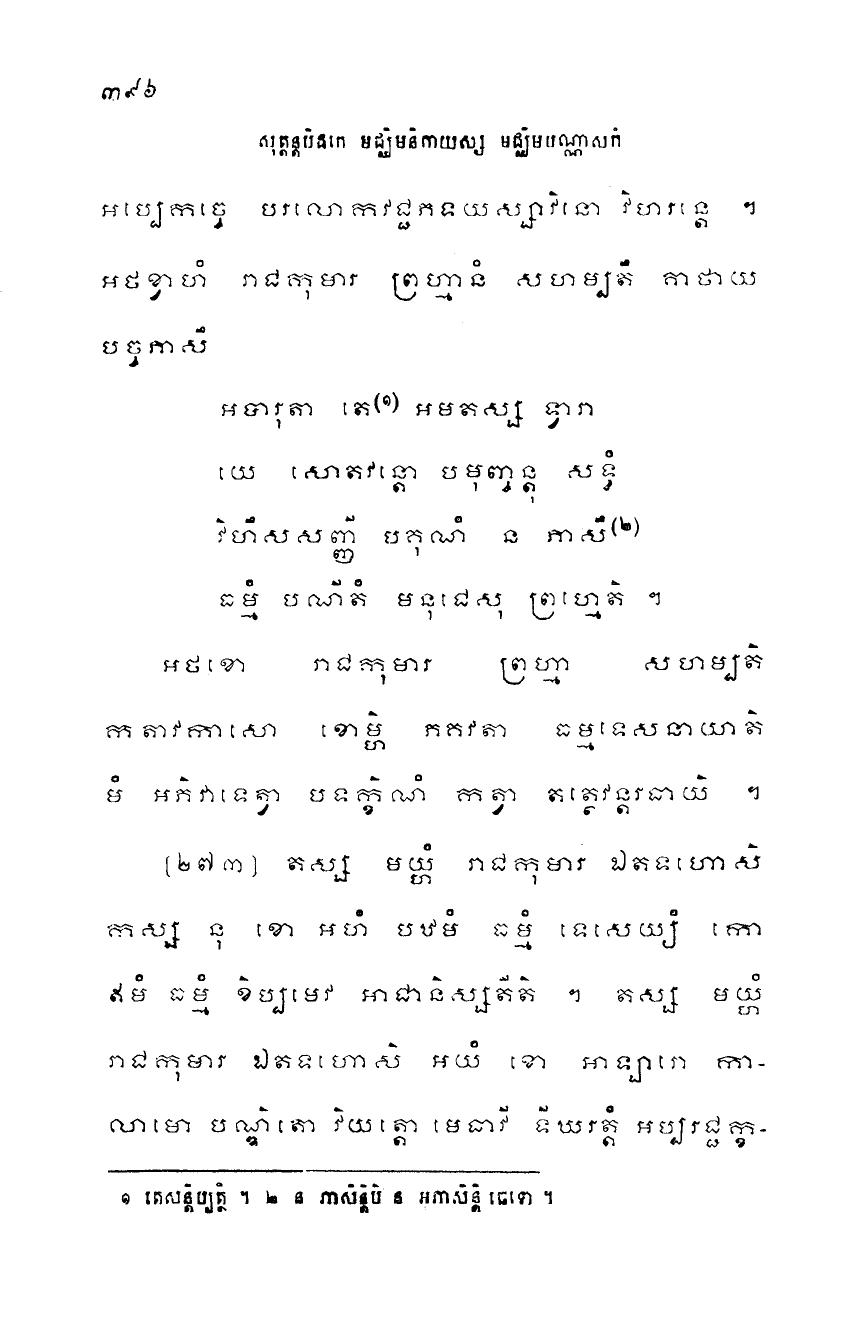 ៣៩៦
សុត្តន្តបិដកេ មជ្ឈិមនិកាយស្ស មជ្ឈិមបណ្ណាសកំ
អប្បេកច្ចេ បរលោកវជ្ជភយទស្សាវិនោ វិហរន្តេ ។
អថខ្វាហំ រាជកុមារ ព្រហ្មានំ សហម្បតឹ គាថាយ
បច្ចភាសឹ
អបារុតា តេ(១) អមតស្ស ទ្វារា
យេ សោតវន្តោ បមុញ្ចន្តុ សទ្ធំ
វិហឹសសញ្ញី បគុណំ ន ភាសឹ(២)
ធម្មំ បណីតំ មនុជេសុ ព្រហ្មេតិ ។
អថខោ រាជកុមារ ព្រហ្មា សហម្បតិ
កតាវកាសោ ខោម្ហិ ភគវតា ធម្មទេសនាយាតិ
មំ អភិវាទេត្វា បទក្ខិណំ កត្វា តត្ថេវន្តរធាយិ ។
[២៧៣] តស្ស មយ្ហំ រាជកុមារ ឯតទហោសិ
កស្ស នុ ខោ អហំ បឋមំ ធម្មំ ទេសេយ្យំ កោ
ឥមំ ធម្មំ ខិប្បមេវ អាជានិស្សតីតិ ។ តស្ស មយ្ហំ
រាជកុមារ ឯតទហោសិ អយំ ខោ អាឡារោ កា-
លាមោ បណ្ឌិតោ វិយត្តោ មេធាវី ទីឃរត្តំ អប្បរជ្ជក្ខ-
១ តេសន្តិប្បត្ថិ ។ ២ ន ភាសិន្តិបិ ន អភាសិន្តិ ធេទោ ។